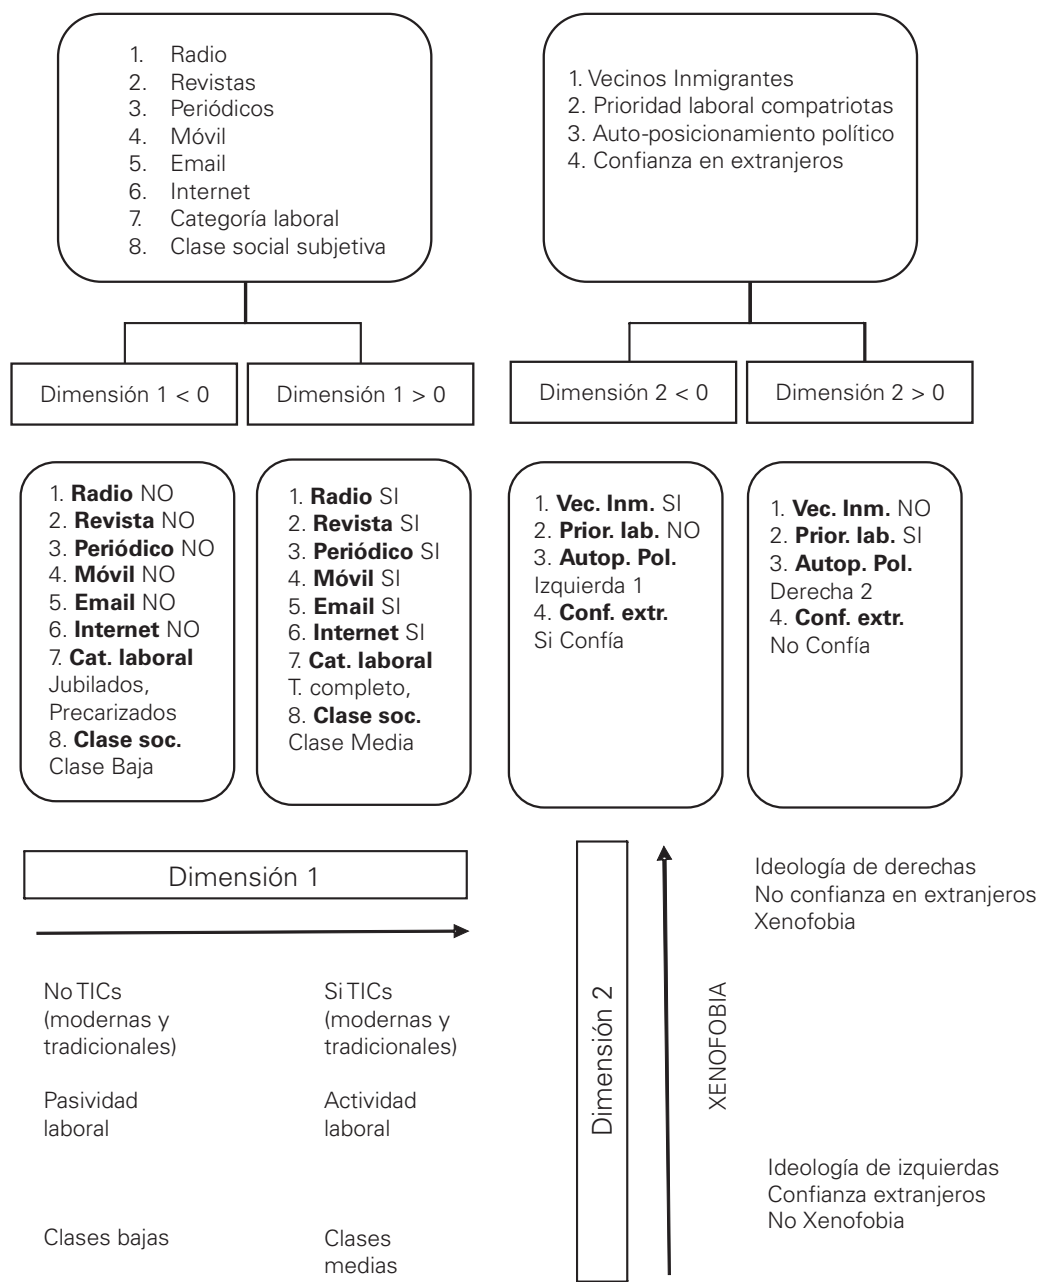 1. Radio
2. Revistas
3. Periódicos
4. Móvil
5. Email
6. Internet
7. Categoría laboral
8. Clase social subjetiva
1. Vecinos Inmigrantes
2. Prioridad laboral compatriotas
3. Auto-posicionamiento político
4. Confianza en extranjeros
Dimensión 1 < 0
Dimensión 1 > 0
Dimensión 2 < 0
Dimensión 2 > 0
1. Radio NO
2. Revista NO
3. Periódico NO
4. Móvil NO
5. Email NO
6. Internet NO
7. Cat. laboral
Jubilados,
Precarizados
8. Clase soc.
Clase Baja
1. Radio SI
2. Revista SI
3. Periódico SI
4. Móvil SI
5. Email SI
6. Internet SI
7. Cat. laboral
T. completo,
8. Clase soc.
Clase Media
1. Vec. Inm. SI
2. Prior. lab. NO
3. Autop. Pol.
Izquierda 1
4. Conf. extr.
Si Confía
1. Vec. Inm. NO
2. Prior. lab. SI
3. Autop. Pol.
Derecha 2
4. Conf. extr.
No Confía
Dimensión 1
No TICs
(modernas y
tradicionales)
Pasividad
laboral
Clases bajas
Si TICs
(modernas y
tradicionales)
Actividad
laboral
Clases
medias
Dimensión 2
XENOFOBIA
Ideología de derechas
No confianza en extranjeros
Xenofobia
Ideología de izquierdas
Confianza extranjeros
No Xenofobia